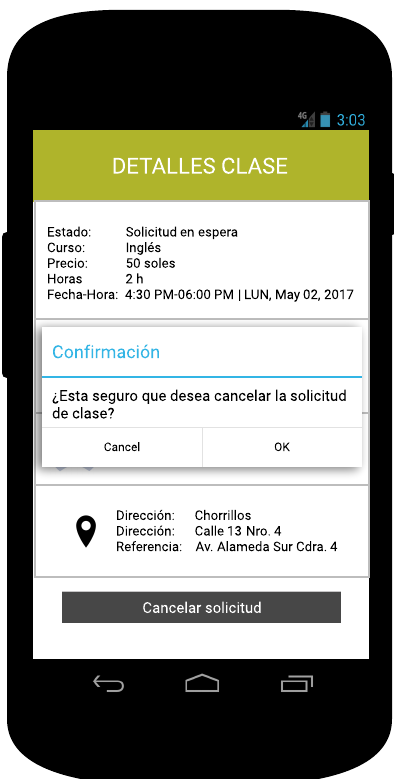 4G 3:03
DETALLES CLASE
Estado: Solicitud en espera
Curso: Inglés
Precio: 50 soles
Horas 2 h
Fecha-Hora: 4:30 PM-06:00 PM | LUN, May 02, 2017
Confirmación
¿Esta seguro que desea cancelar la solicitud
de clase?
Cancel OK
Dirección: Chorrillos
Dirección: Calle 13 Nro. 4
Referencia: Av. Alameda Sur Cdra. 4
Cancelar solicitud